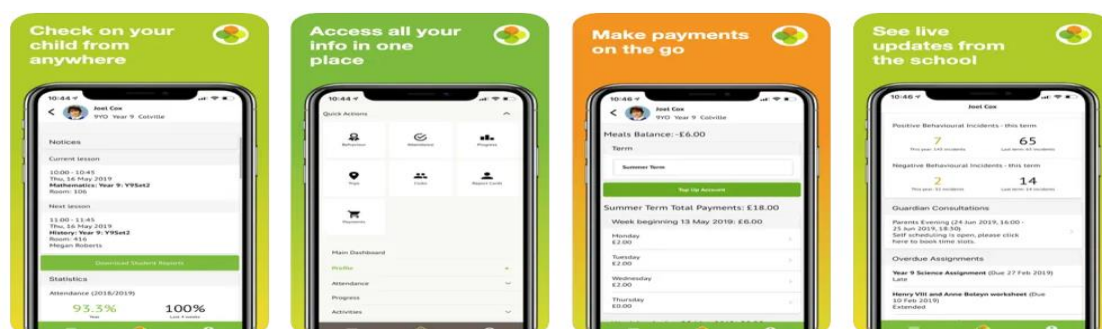 Check on your
child from
anywhere
10:44
Joel Cox
9YO Year 9 Colville
Notices
Current lesson
10:00 - 10:45
Thu, 16 May 2019
Mathematics: Year 9: Y9Set2
Room: 106
Next lesson
11:00 - 11:45
Thu, 16 May 2019
History: Year 9: Y9Set2
Room: 416
Megan Roberts
Download Student Reports
Statistics
Attendance (2018/2019)
93.3%
100%
Year
Last 4 weeks
Access all your
info in one
place
10:44
Quick Actions
Behaviour
Attendance
Progress
Trips
Clubs
Report Cards
Payments
Main Dashboard
Profile
Attendance
Progress
Activities
Make payments
on the go
10:46
Joel Cox
9YO Year 9 Colville
Meals Balance: -£6.00
Term
Summer Term
Top Up Account
Summer Term Total Payments: £18.00
Week beginning 13 May 2019: £6.00
Monday
£2.00
Tuesday
£2.00
Wednesday
£2.00
Thursday
£0.00
See live
updates from
the school
10:46
Joel Cox
Positive Behavioural Incidents - this term
7
65
Negative Behavioural Incidents - this term
2
14
Guardian Consultations
Parents Evening (24 Jun 2019, 16:00 -
25 Jun 2019, 18:30)
Self scheduling is open, please click
here to book time slots.
Overdue Assignments
Year 9 Science Assignment (Due 27 Feb 2019)
Late
Henry VIII and Anne Boleyn worksheet (Due
10 Feb 2019)
Extended